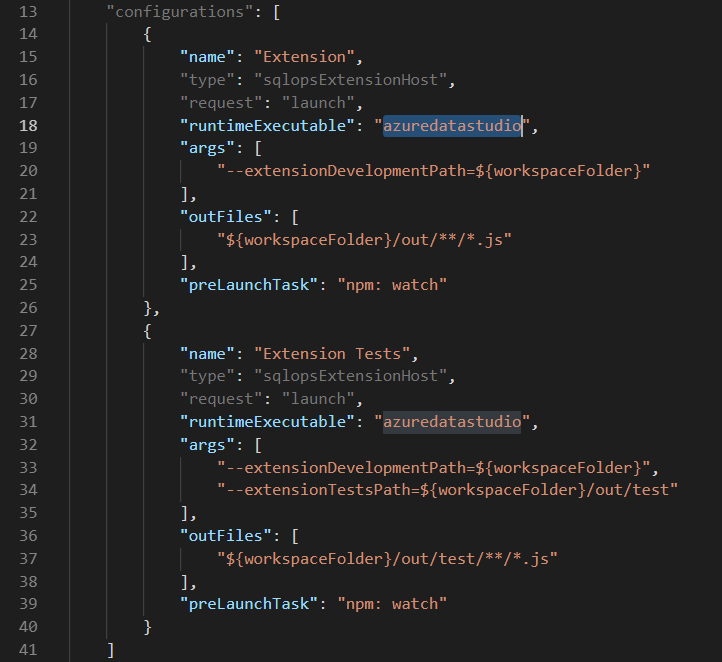 13 "configurations": [
14 {
15 "name": "Extension",
16 "type": "sqlopsExtensionHost",
17 "request": "launch",
18 "runtimeExecutable": "azuredatastudio",
19 "args": [
20 "--extensionDevelopmentPath=${workspaceFolder}"
21 ],
22 "outFiles": [
23 "${workspaceFolder}/out/**/*.js"
24 ],
25 "preLaunchTask": "npm: watch"
26 },
27 {
28 "name": "Extension Tests",
29 "type": "sqlopsExtensionHost",
30 "request": "launch",
31 "runtimeExecutable": "azuredatastudio",
32 "args": [
33 "--extensionDevelopmentPath=${workspaceFolder}",
34 "--extensionTestsPath=${workspaceFolder}/out/test"
35 ],
36 "outFiles": [
37 "${workspaceFolder}/out/test/**/*.js"
38 ],
39 "preLaunchTask": "npm: watch"
40 }
41 ]